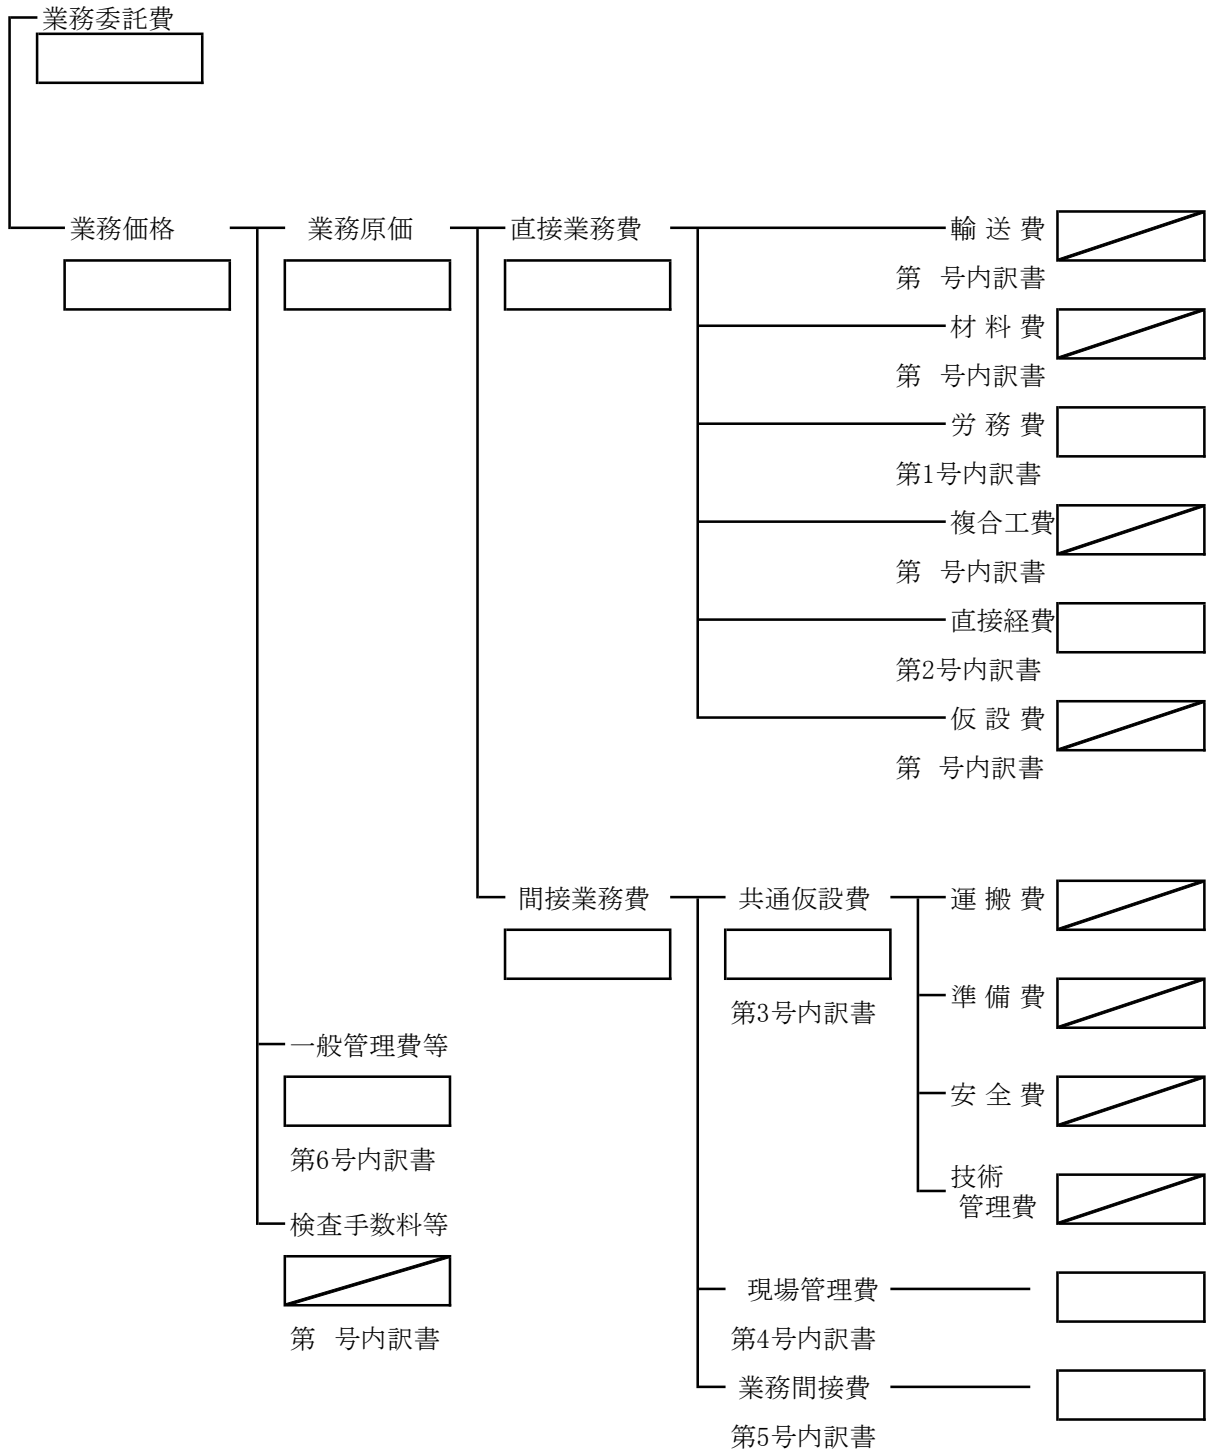 業務委託費
業務価格 業務原価 直接業務費 輸送費
第 号内訳書
材料費
第 号内訳書
労務費
第1号内訳書
複合工費
第 号内訳書
直接経費
第2号内訳書
仮設費
第 号内訳書
間接業務費 共通仮設費 運搬費
準備費
第3号内訳書
一般管理費等
安全費
第6号内訳書
技術
管理費
検査手数料等
現場管理費
第 号内訳書
第4号内訳書
業務間接費
第5号内訳書